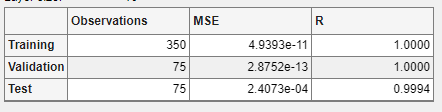 Observations MSE R
Training 350 4.9393e-11 1.0000
Validation 75 2.8752e-13 1.0000
Test 75 2.4073e-04 0.9994